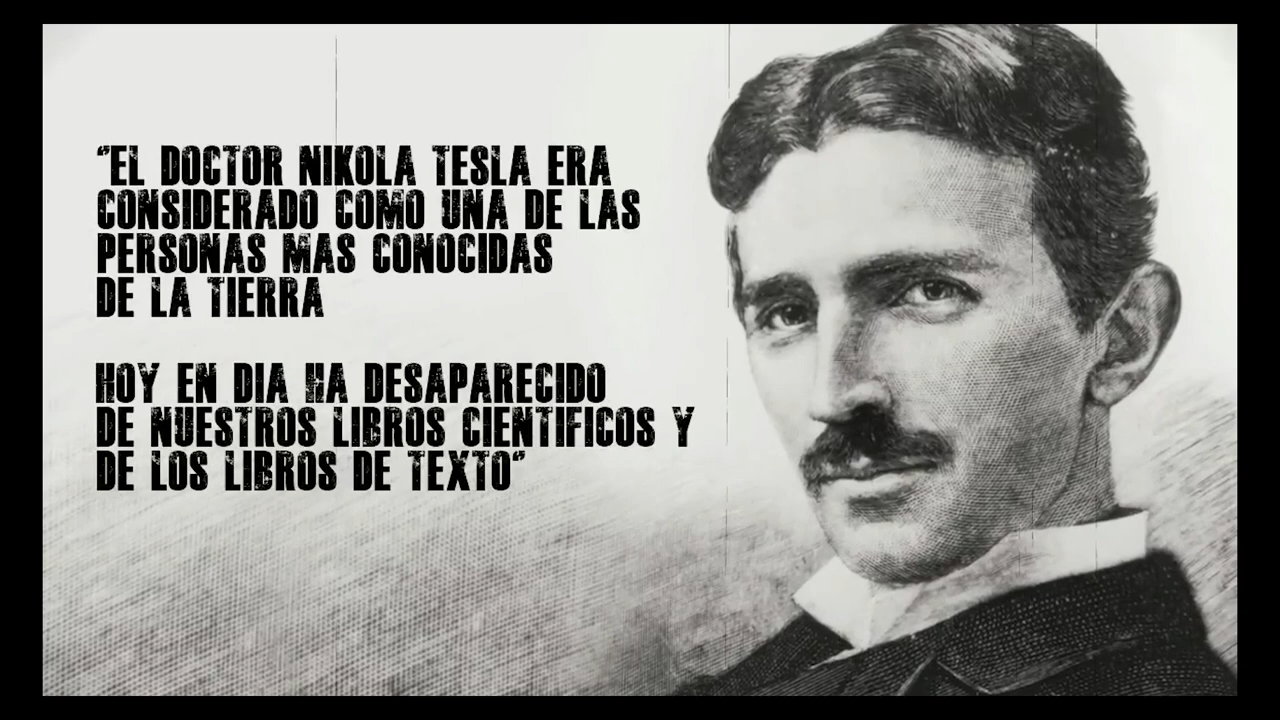 “EL DOCTOR NIKOLA TESLA ERA
CONSIDERADO COMO UNA DE LAS
PERSONAS MAS CONOCIDAS
DE LA TIERRA
HOY EN DIA HA DESAPARECIDO
DE NUESTROS LIBROS CIENTIFICOS Y
DE LOS LIBROS DE TEXTO”